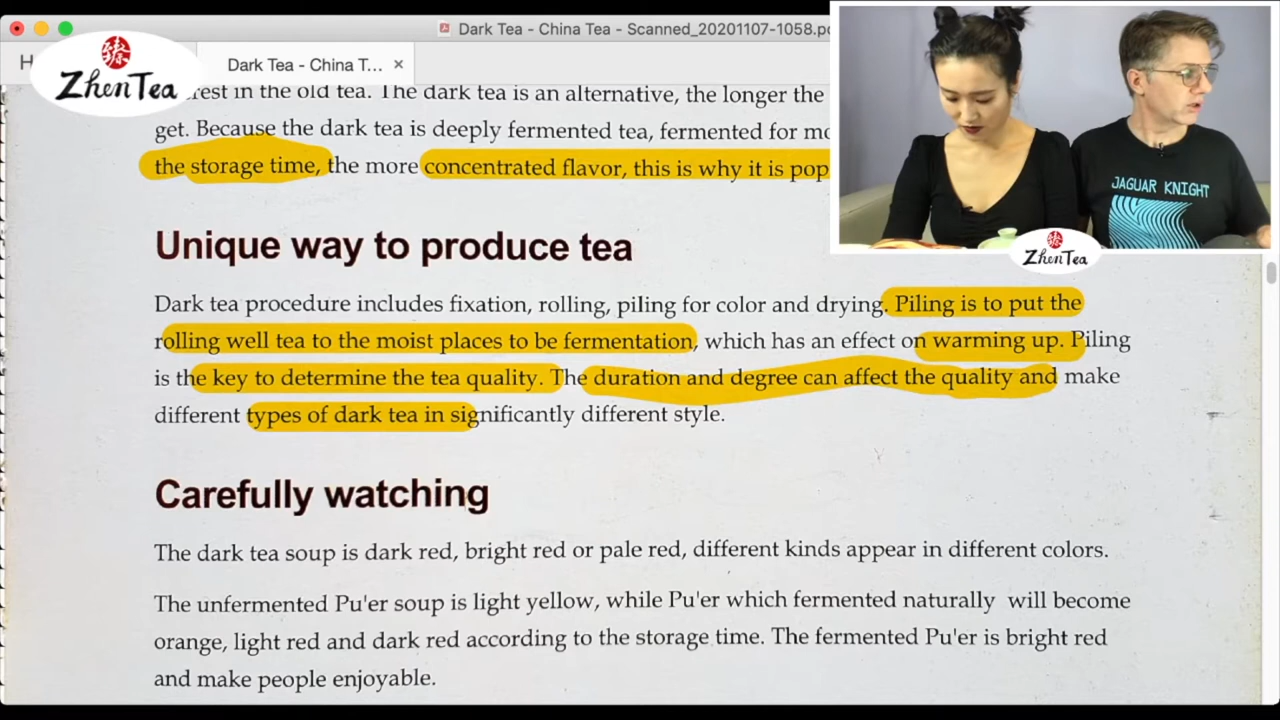 Dark Tea - China Tea - Scanned_20201107-1058.p
H
Dark Tea - China T... ×
臻
Zhen Tea
rest in the old tea. The dark tea is an alternative, the longer the
get. Because the dark tea is deeply fermented tea, fermented for mo
the storage time, the more concentrated flavor, this is why it is pop
JAGUAR KNIGHT
臻
Zhen Tea
Unique way to produce tea
Dark tea procedure includes fixation, rolling, piling for color and drying. Piling is to put the
rolling well tea to the moist places to be fermentation, which has an effect on warming up. Piling
is the key to determine the tea quality. The duration and degree can affect the quality and make
different types of dark tea in significantly different style.
Carefully watching
The dark tea soup is dark red, bright red or pale red, different kinds appear in different colors.
The unfermented Pu'er soup is light yellow, while Pu'er which fermented naturally will become
orange, light red and dark red according to the storage time. The fermented Pu'er is bright red
and make people enjoyable.